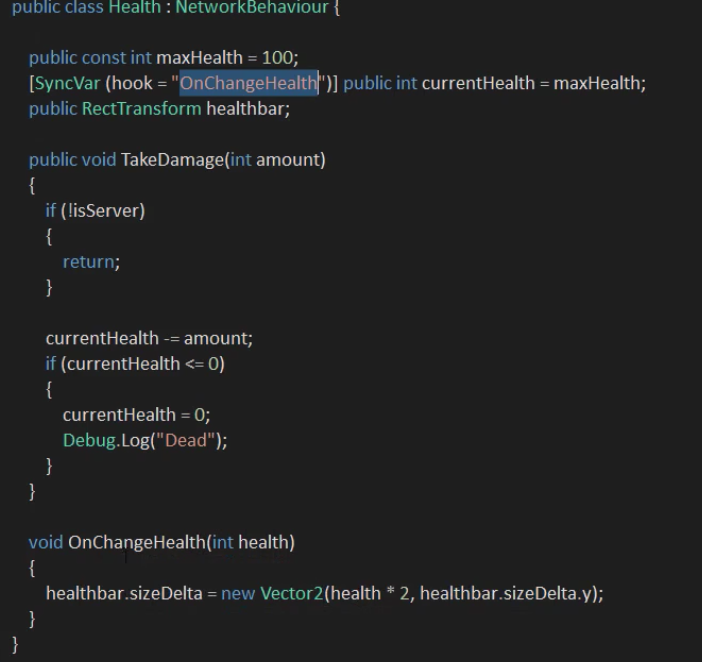 public class Health : NetworkBehaviour {
public const int maxHealth = 100;
[SyncVar (hook = "OnChangeHealth")] public int currentHealth = maxHealth;
public RectTransform healthbar;
public void TakeDamage(int amount)
{
if (!isServer)
{
return;
}
currentHealth -= amount;
if (currentHealth <= 0)
{
currentHealth = 0;
Debug.Log("Dead");
}
}
void OnChangeHealth(int health)
{
healthbar.sizeDelta = new Vector2(health * 2, healthbar.sizeDelta.y);
}
}